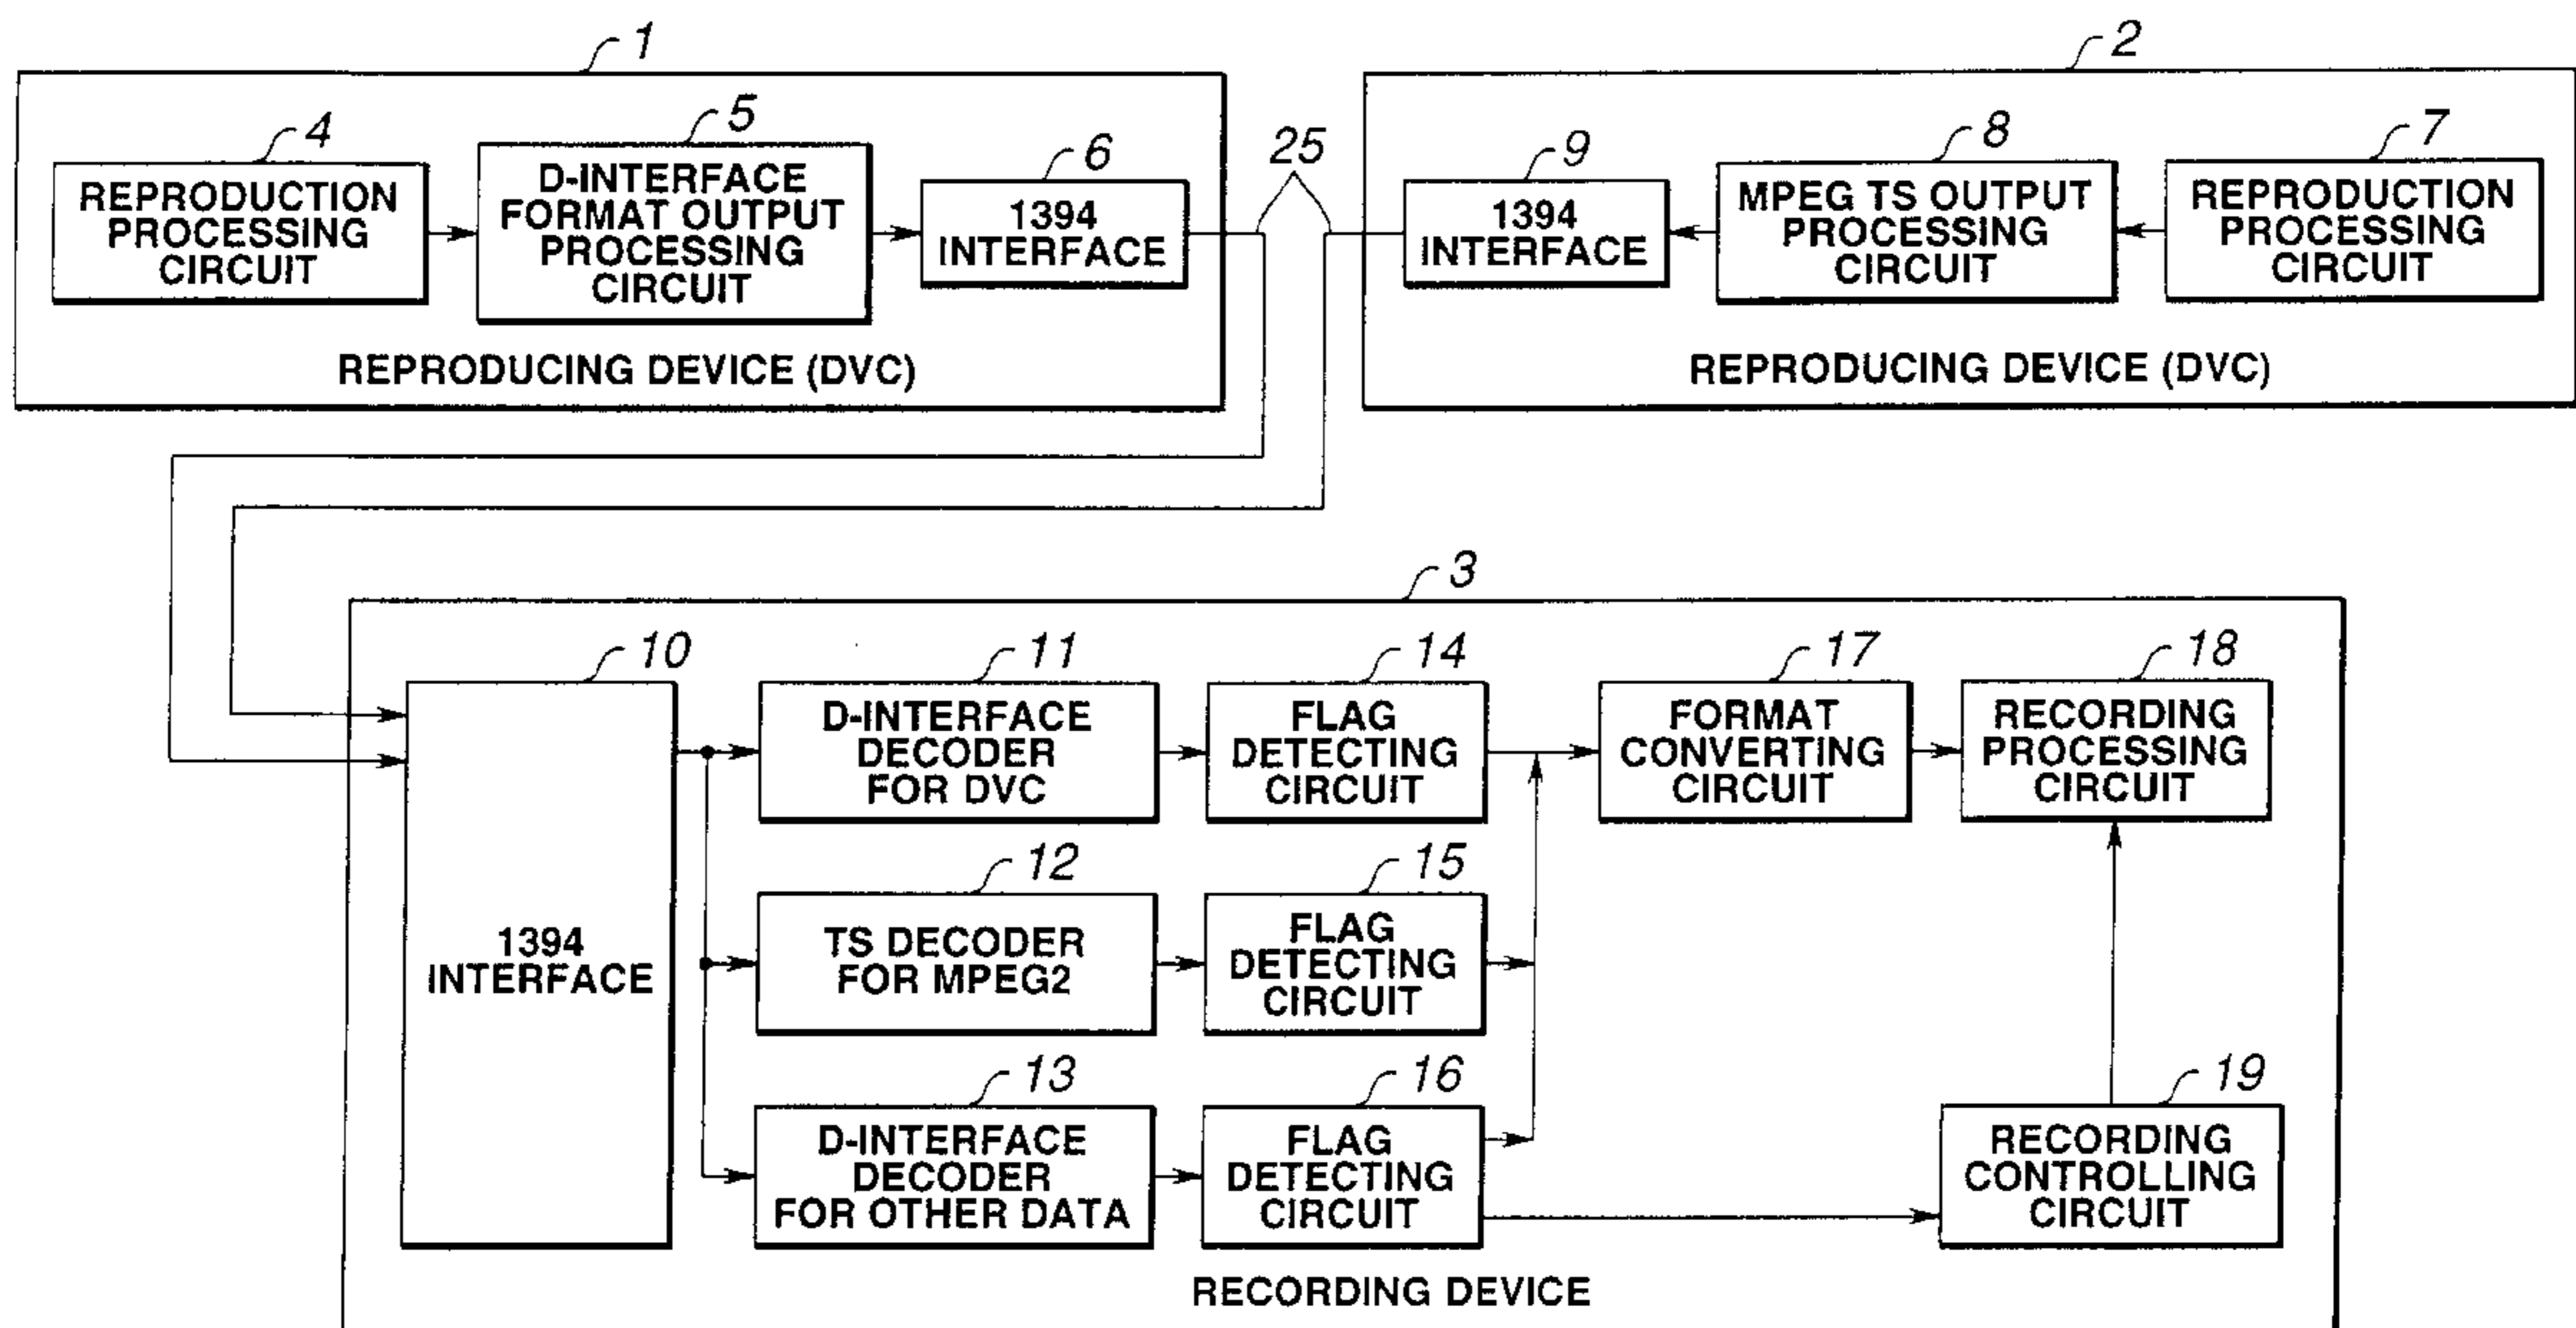 1
2
4
5
6
25
9
8
7
REPRODUCTION
PROCESSING
CIRCUIT
D-INTERFACE
FORMAT OUTPUT
PROCESSING
CIRCUIT
1394
INTERFACE
1394
INTERFACE
MPEG TS OUTPUT
PROCESSING
CIRCUIT
REPRODUCTION
PROCESSING
CIRCUIT
REPRODUCING DEVICE (DVC)
REPRODUCING DEVICE (DVC)
3
10
11
14
17
18
1394
INTERFACE
D-INTERFACE
DECODER
FOR DVC
FLAG
DETECTING
CIRCUIT
FORMAT
CONVERTING
CIRCUIT
RECORDING
PROCESSING
CIRCUIT
12
15
TS DECODER
FOR MPEG2
FLAG
DETECTING
CIRCUIT
13
16
19
D-INTERFACE
DECODER
FOR OTHER DATA
FLAG
DETECTING
CIRCUIT
RECORDING
CONTROLLING
CIRCUIT
RECORDING DEVICE